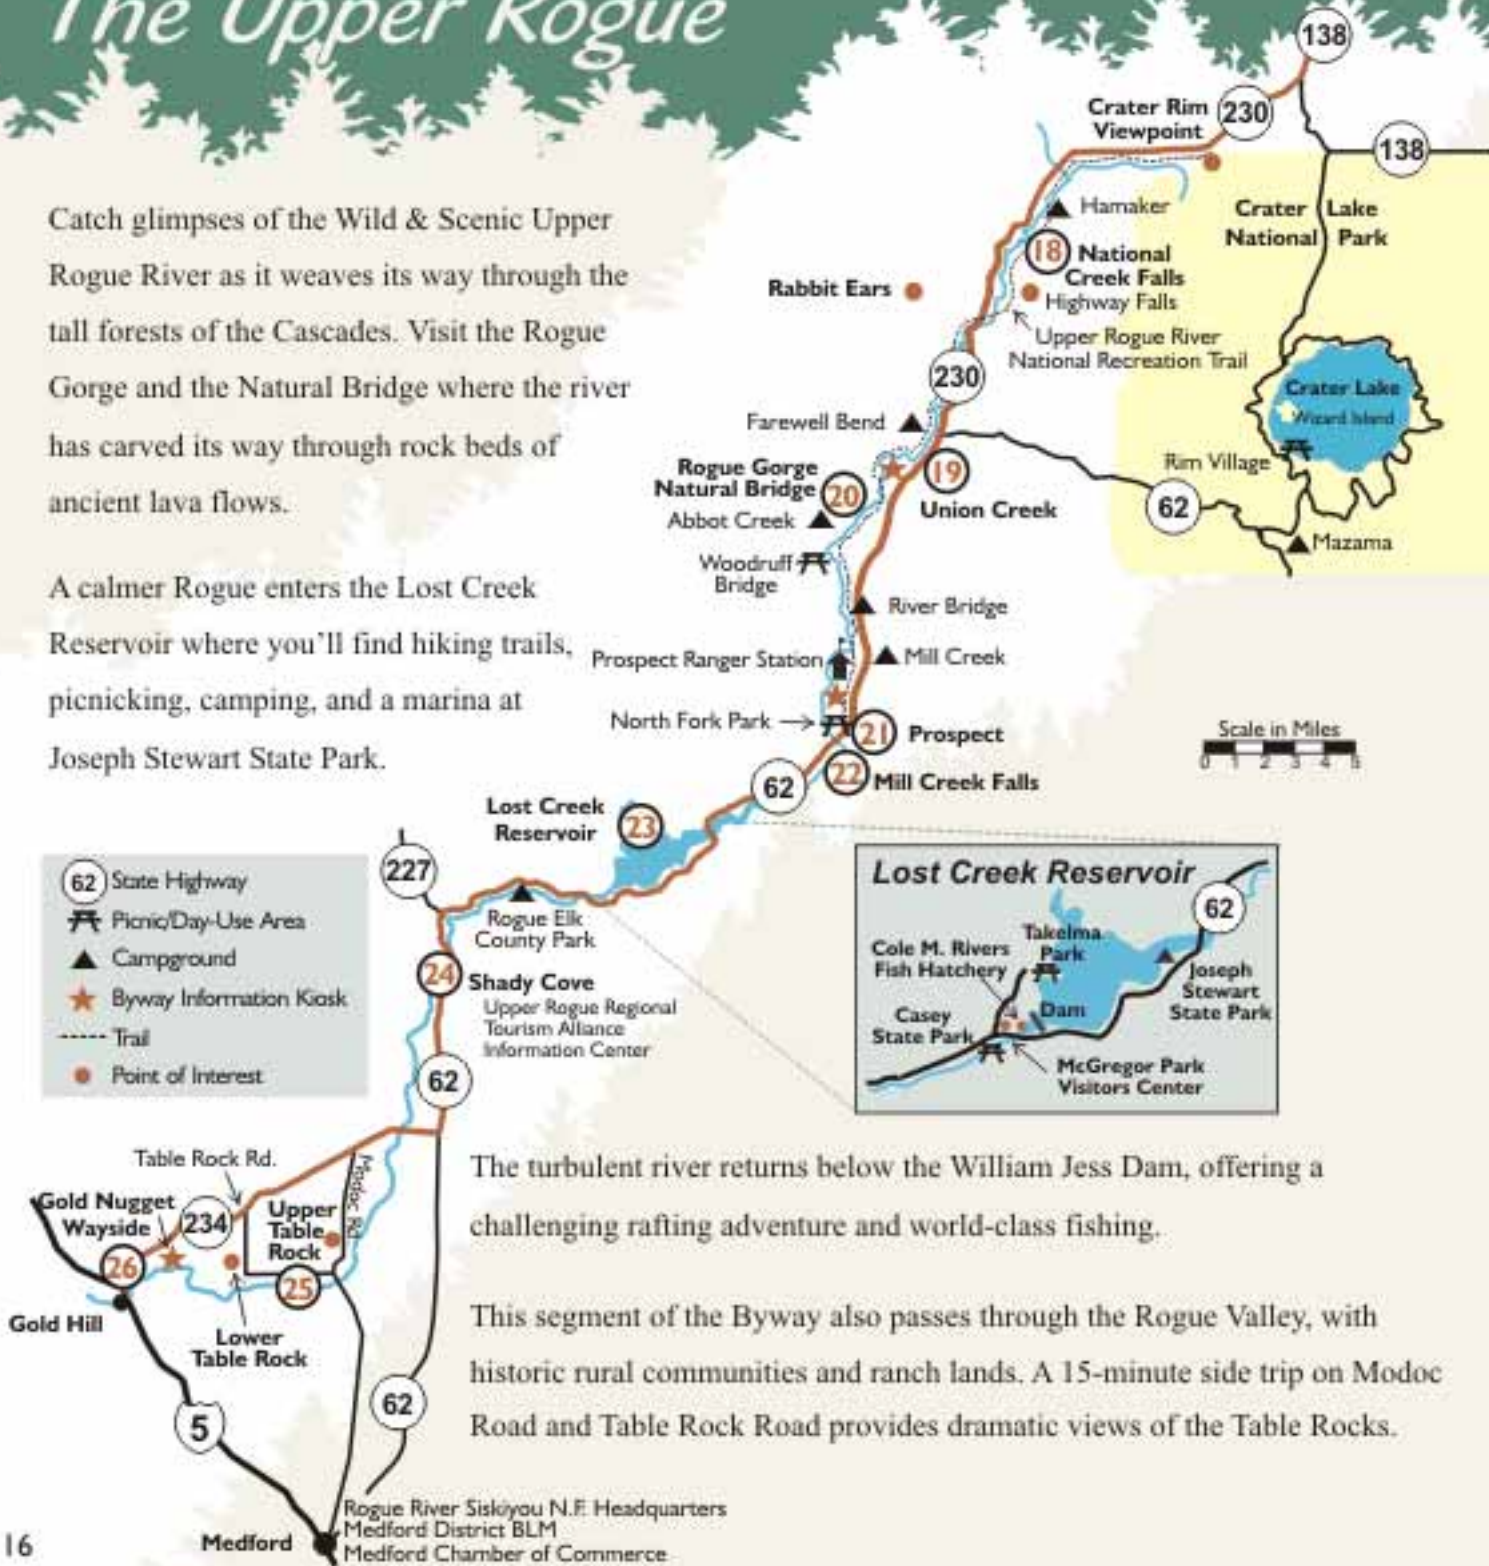 The Upper Rogue
Catch glimpses of the Wild & Scenic Upper
Rogue River as it weaves its way through the
tall forests of the Cascades. Visit the Rogue
Gorge and the Natural Bridge where the river
has carved its way through rock beds of
ancient lava flows.
A calmer Rogue enters the Lost Creek
Reservoir where you'll find hiking trails,
picnicking, camping, and a marina at
Joseph Stewart State Park.
138
230
Crater Rim
Viewpoint
138
Hamaker
Crater Lake
National Park
18
National
Creek Falls
Highway Falls
Rabbit Ears
Upper Rogue River
National Recreation Trail
230
Crater Lake
Wizard Island
Rim Village
62
Mazama
Farewell Bend
19
Union Creek
Rogue Gorge
Natural Bridge
20
Abbot Creek
Woodruff
Bridge
River Bridge
Prospect Ranger Station
Mill Creek
North Fork Park
21
Prospect
22
Mill Creek Falls
Scale in Miles
0 1 2 3 4 5
62
Lost Creek
Reservoir
23
227
Rogue Elk
County Park
24
Shady Cove
Upper Rogue Regional
Tourism Alliance
Information Center
62
62 State Highway
Picnic/Day-Use Area
Campground
Byway Information Kiosk
Trail
Point of Interest
Lost Creek Reservoir
62
Takelma
Park
Cole M. Rivers
Fish Hatchery
Joseph
Stewart
State Park
Casey
State Park
Dam
McGregor Park
Visitors Center
Table Rock Rd.
Modoc Rd
Gold Nugget
Wayside
234
Upper
Table
Rock
26
25
Gold Hill
Lower
Table Rock
62
5
Medford
Rogue River Siskiyou N.F. Headquarters
Medford District BLM
Medford Chamber of Commerce
The turbulent river returns below the William Jess Dam, offering a
challenging rafting adventure and world-class fishing.
This segment of the Byway also passes through the Rogue Valley, with
historic rural communities and ranch lands. A 15-minute side trip on Modoc
Road and Table Rock Road provides dramatic views of the Table Rocks.
16